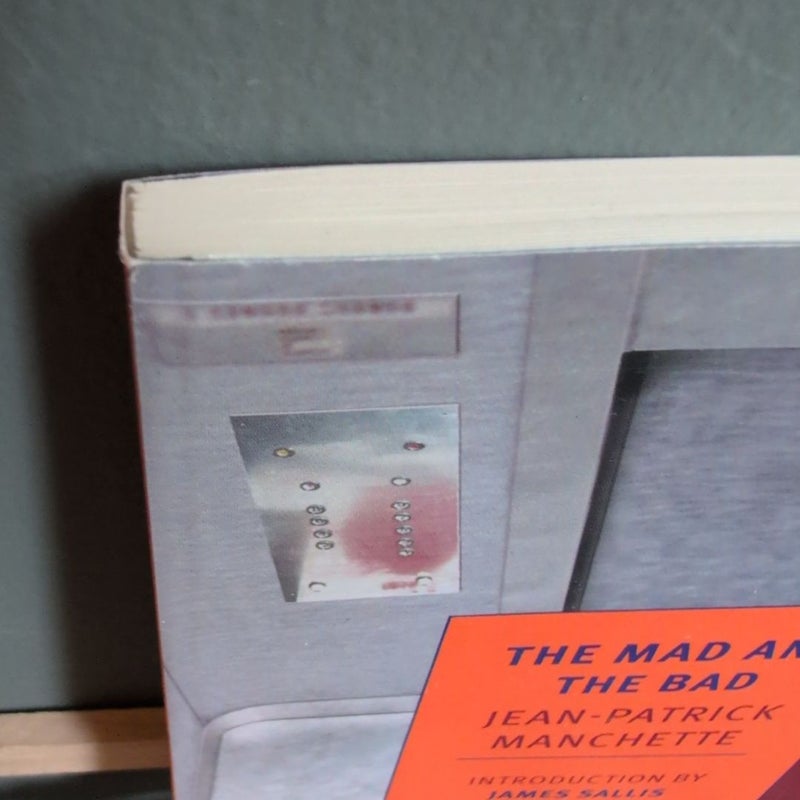 THE MAD AN
THE BAD
JEAN-PATRICK
MANCHETTE
INTRODUCTION BY
JAMES SALLIS